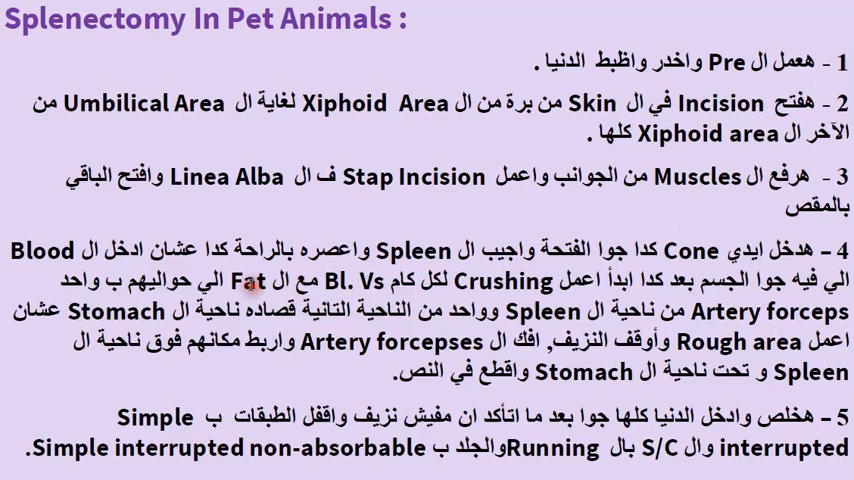 Splenectomy In Pet Animals :
1 - هعمل ال Pre واخدر واظبط الدنيا .
2 - هفتح Incision في ال Skin من برة من ال Xiphoid Area لغاية ال Umbilical Area من
الآخر ال Xiphoid area كلها .
3 - هرفع ال Muscles من الجوانب واعمل Stap Incision ف ال Linea Alba وافتح الباقي
بالمقص
4 – هدخل ايدي Cone كدا جوا الفتحة واجيب ال Spleen واعصره بالراحة كدا عشان ادخل ال Blood
الي فيه جوا الجسم بعد كدا ابدأ اعمل Crushing لكل كام Bl. Vs مع ال Fat الي حواليهم ب واحد
Artery forceps من ناحية ال Spleen وواحد من الناحية التانية قصاده ناحية ال Stomach عشان
اعمل Rough area وأوقف النزيف, افك ال Artery forcepses واربط مكانهم فوق ناحية ال
Spleen و تحت ناحية ال Stomach واقطع في النص.
5 – هخلص وادخل الدنيا كلها جوا بعد ما اتأكد ان مفيش نزيف واقفل الطبقات ب Simple
interrupted وال S/C بال Running والجلد ب Simple interrupted non-absorbable.